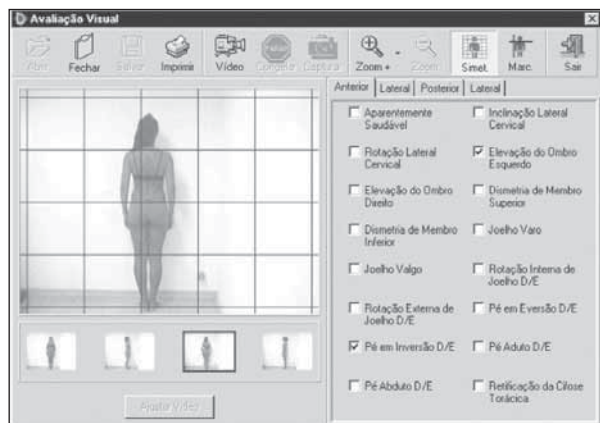 Avaliação Visual
Abrir Fechar Salvar Imprimir Vídeo Congelar Captura Zoom + Zoom - Simet. Marc. Sair
Anterior Lateral Posterior Lateral
Aparentemente Saudável
Inclinação Lateral Cervical
Rotação Lateral Cervical
Elevação do Ombro Esquerdo
Elevação do Ombro Direito
Dismetria de Membro Superior
Dismetria de Membro Inferior
Joelho Varo
Joelho Valgo
Rotação Interna de Joelho D/E
Rotação Externa de Joelho D/E
Pé em Eversão D/E
Pé em Inversão D/E
Pé Aduto D/E
Pé Abduto D/E
Retificação da Cifose Torácica
Ajustar Vídeo